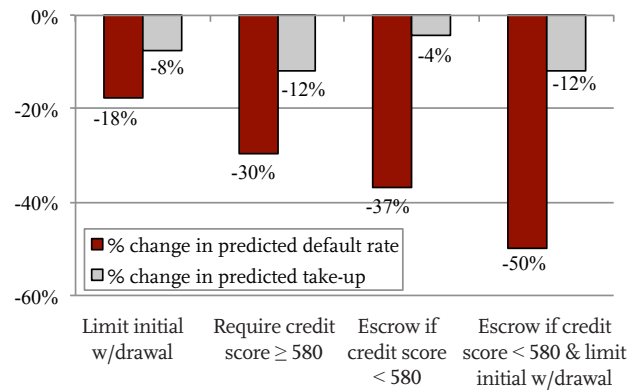 0%
-20%
-40%
-60%
-18%
-8%
-30%
-12%
-37%
-4%
-50%
-12%
% change in predicted default rate
% change in predicted take-up
Limit initial
w/drawal
Require credit
score ≥ 580
Escrow if
credit score
< 580
Escrow if credit
score < 580 & limit
initial w/drawal